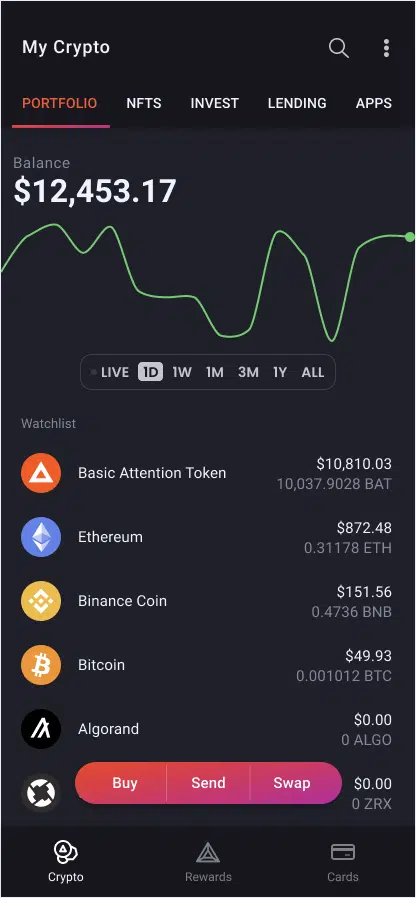 My Crypto
PORTFOLIO NFTS INVEST LENDING APPS
Balance
$12,453.17
LIVE 1D 1W 1M 3M 1Y ALL
Watchlist
Basic Attention Token $10,810.03
10,037.9028 BAT
Ethereum $872.48
0.31178 ETH
Binance Coin $151.56
0.4736 BNB
Bitcoin $49.93
0.001012 BTC
Algorand $0.00
0 ALGO
Buy Send Swap $0.00
0 ZRX
Crypto Rewards Cards